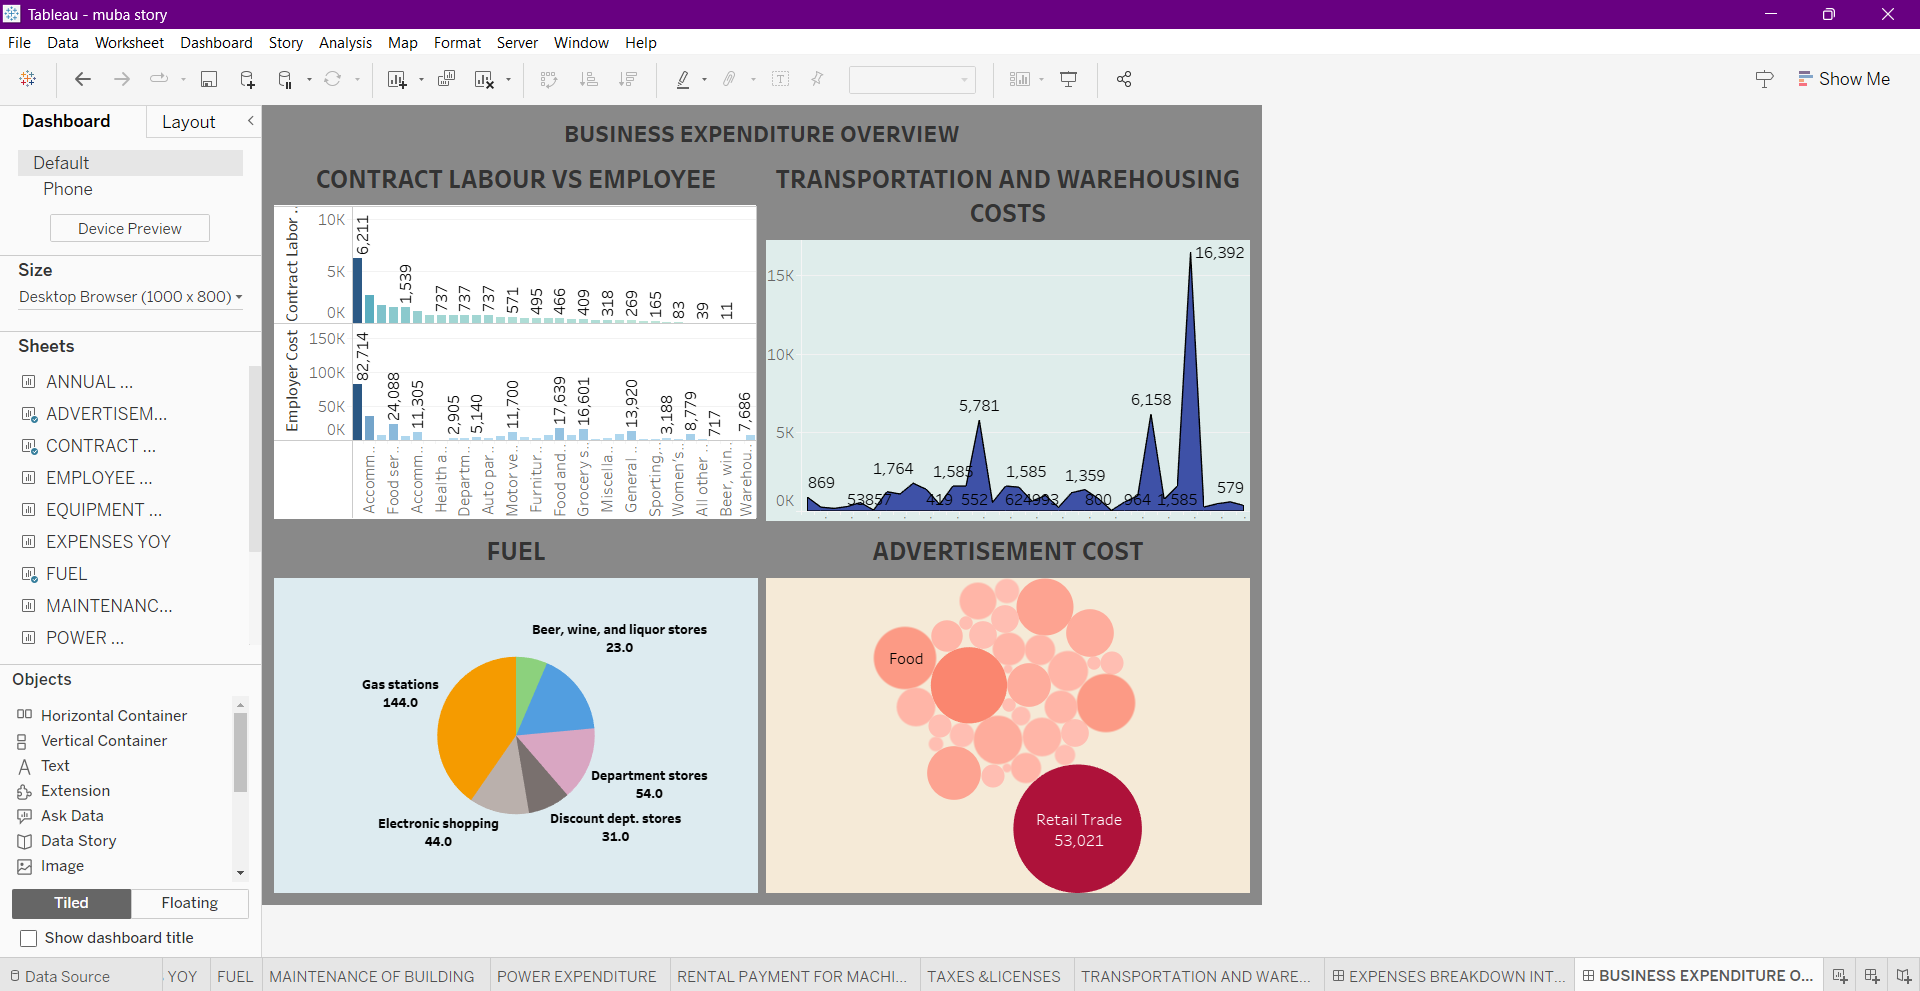 Tableau - muba story
File Data Worksheet Dashboard Story Analysis Map Format Server Window Help
Show Me
Dashboard Layout
Default
Phone
Device Preview
Size
Desktop Browser (1000 x 800)
Sheets
ANNUAL ...
ADVERTISEM...
CONTRACT ...
EMPLOYEE ...
EQUIPMENT ...
EXPENSES YOY
FUEL
MAINTENANC...
POWER ...
Objects
Horizontal Container
Vertical Container
Text
Extension
Ask Data
Data Story
Image
Tiled Floating
Show dashboard title
BUSINESS EXPENDITURE OVERVIEW
CONTRACT LABOUR VS EMPLOYEE
Contract Labor ..
10K
5K
0K
6,211 1,539 737 737 737 571 495 466 409 318 269 165 83 39 11
Employer Cost
150K
100K
50K
0K
82,714 24,088 11,305 2,905 5,140 11,700 17,639 16,601 13,920 3,188 8,779 717 7,686
Accomm..
Food ser..
Accomm..
Health a..
Departm..
Auto par..
Motor ve..
Furnitur..
Food and..
Grocery s..
Miscella..
General ..
Sporting,..
Women's..
All other ..
Beer, win..
Warehou..
TRANSPORTATION AND WAREHOUSING
COSTS
15K
10K
5K
0K
16,392
6,158
5,781
1,764 1,585 1,585 1,359
869 579
53857 419 552 624993 800 964 1,585
FUEL
Beer, wine, and liquor stores
23.0
Gas stations
144.0
Department stores
54.0
Discount dept. stores
31.0
Electronic shopping
44.0
ADVERTISEMENT COST
Food
Retail Trade
53,021
Data Source YOY FUEL MAINTENANCE OF BUILDING POWER EXPENDITURE RENTAL PAYMENT FOR MACHI... TAXES &LICENSES TRANSPORTATION AND WARE... EXPENSES BREAKDOWN INT... BUSINESS EXPENDITURE O...